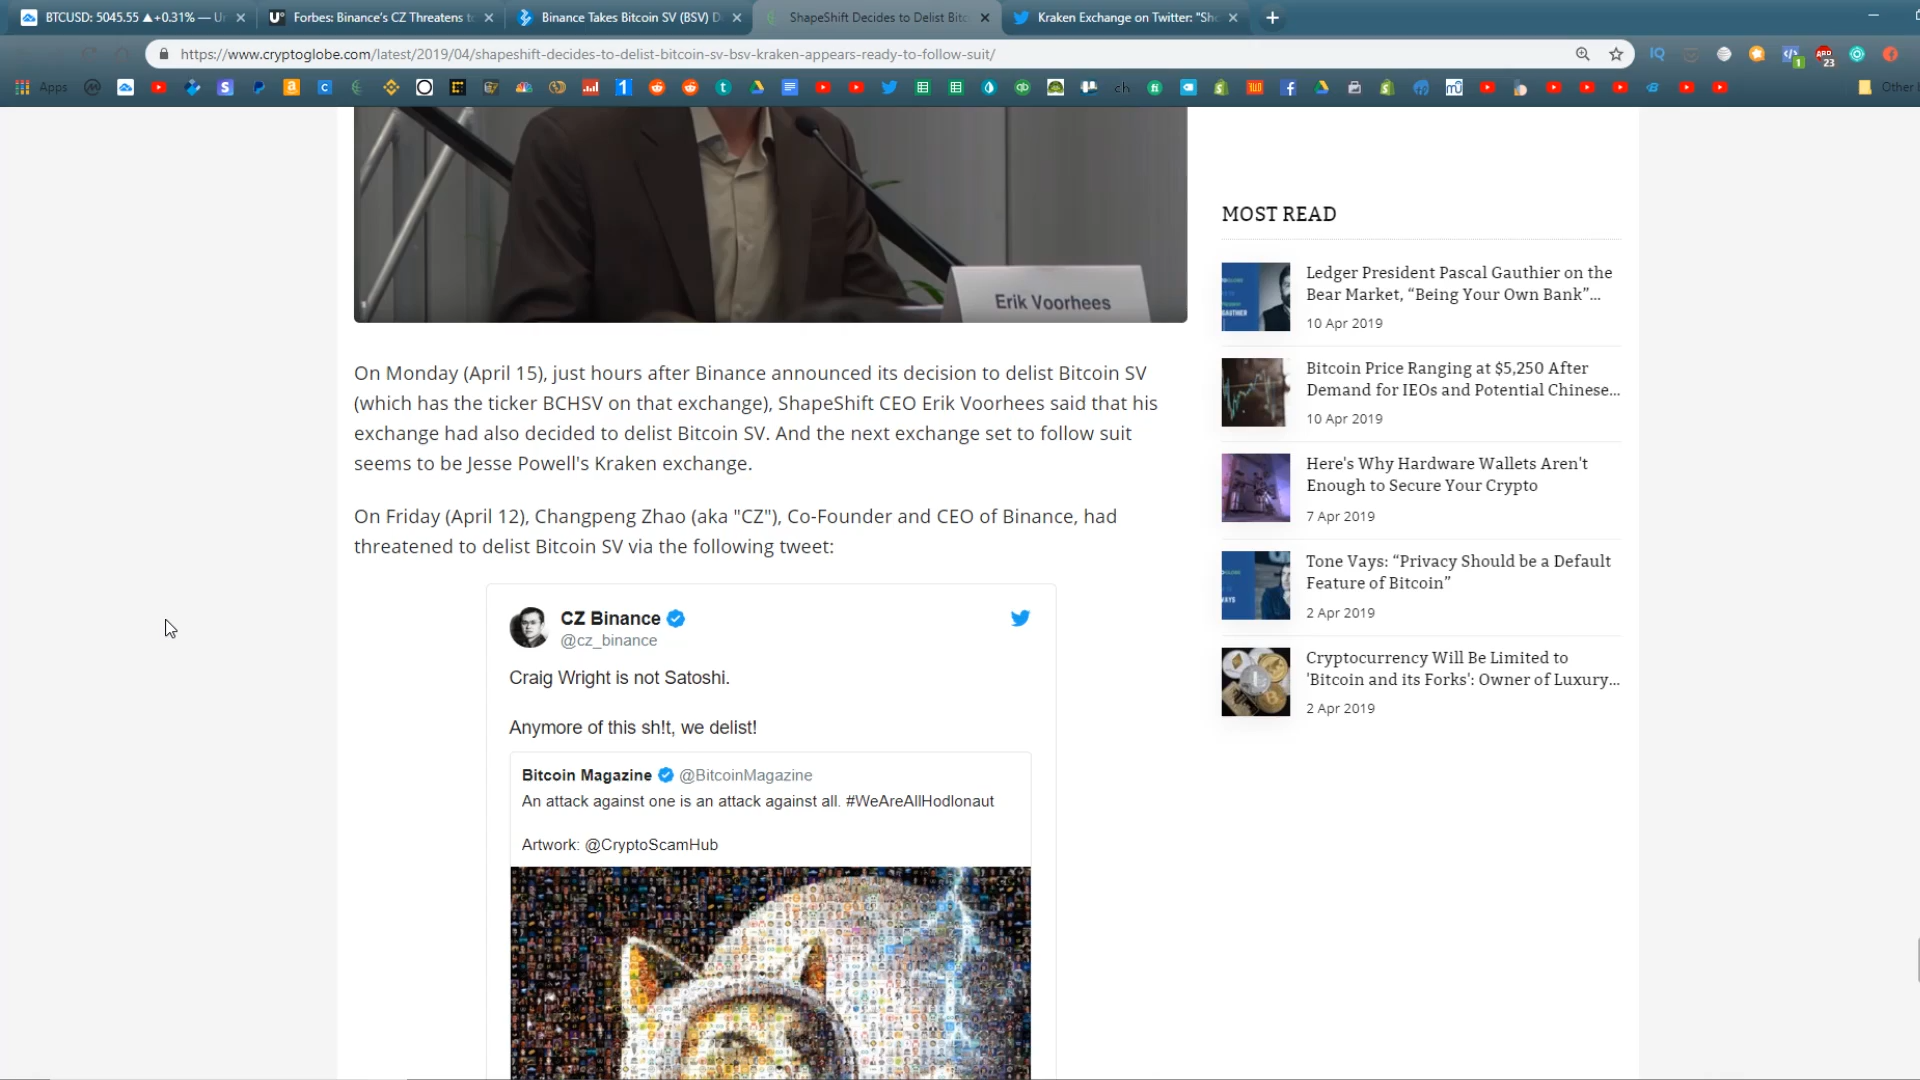 BTCUSD: 5045.55 ▲+0.31% — U
Forbes: Binance's CZ Threatens t
Binance Takes Bitcoin SV (BSV) D
ShapeShift Decides to Delist Bitc
Kraken Exchange on Twitter: "Sh
https://www.cryptoglobe.com/latest/2019/04/shapeshift-decides-to-delist-bitcoin-sv-bsv-kraken-appears-ready-to-follow-suit/
IQ
1
ABP
23
Apps
Other
Erik Voorhees
On Monday (April 15), just hours after Binance announced its decision to delist Bitcoin SV
(which has the ticker BCHSV on that exchange), ShapeShift CEO Erik Voorhees said that his
exchange had also decided to delist Bitcoin SV. And the next exchange set to follow suit
seems to be Jesse Powell's Kraken exchange.
On Friday (April 12), Changpeng Zhao (aka "CZ"), Co-Founder and CEO of Binance, had
threatened to delist Bitcoin SV via the following tweet:
CZ Binance
@cz_binance
Craig Wright is not Satoshi.
Anymore of this sh!t, we delist!
Bitcoin Magazine @BitcoinMagazine
An attack against one is an attack against all. #WeAreAllHodlonaut
Artwork: @CryptoScamHub
MOST READ
Ledger President Pascal Gauthier on the
Bear Market, “Being Your Own Bank”...
10 Apr 2019
Bitcoin Price Ranging at $5,250 After
Demand for IEOs and Potential Chinese...
10 Apr 2019
Here's Why Hardware Wallets Aren't
Enough to Secure Your Crypto
7 Apr 2019
Tone Vays: “Privacy Should be a Default
Feature of Bitcoin”
2 Apr 2019
Cryptocurrency Will Be Limited to
'Bitcoin and its Forks': Owner of Luxury...
2 Apr 2019